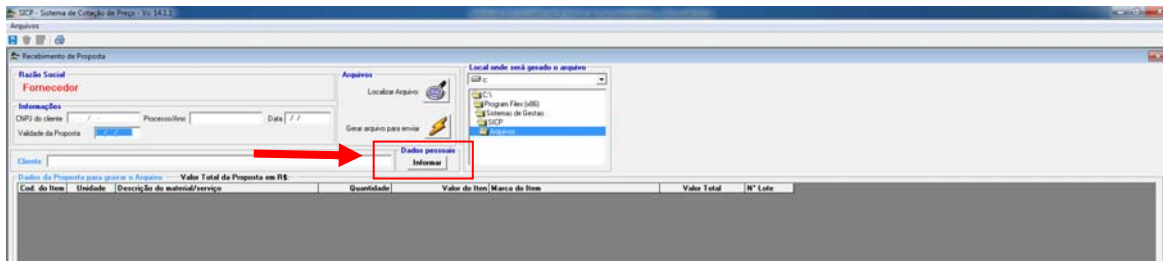 SICP - Sistema de Cotação de Preço - Vs: 14.1.1
Arquivos
Recebimento de Proposta
Razão Social
Fornecedor
Informações
CNPJ do cliente / -
Processo/Ano
Data / /
Validade da Proposta / /
Cliente
Arquivos
Localizar Arquivo
Gerar arquivo para enviar
Dados pessoais
Informar
Local onde será gerado o arquivo
c:
C:\
Program Files (x86)
Sistemas de Gestao
SICP
Arquivos
Dados da Proposta para gravar o Arquivo Valor Total da Proposta em R$:
Cod. do Item Unidade Descrição do material/serviço Quantidade Valor do Item Marca do Item Valor Total N° Lote